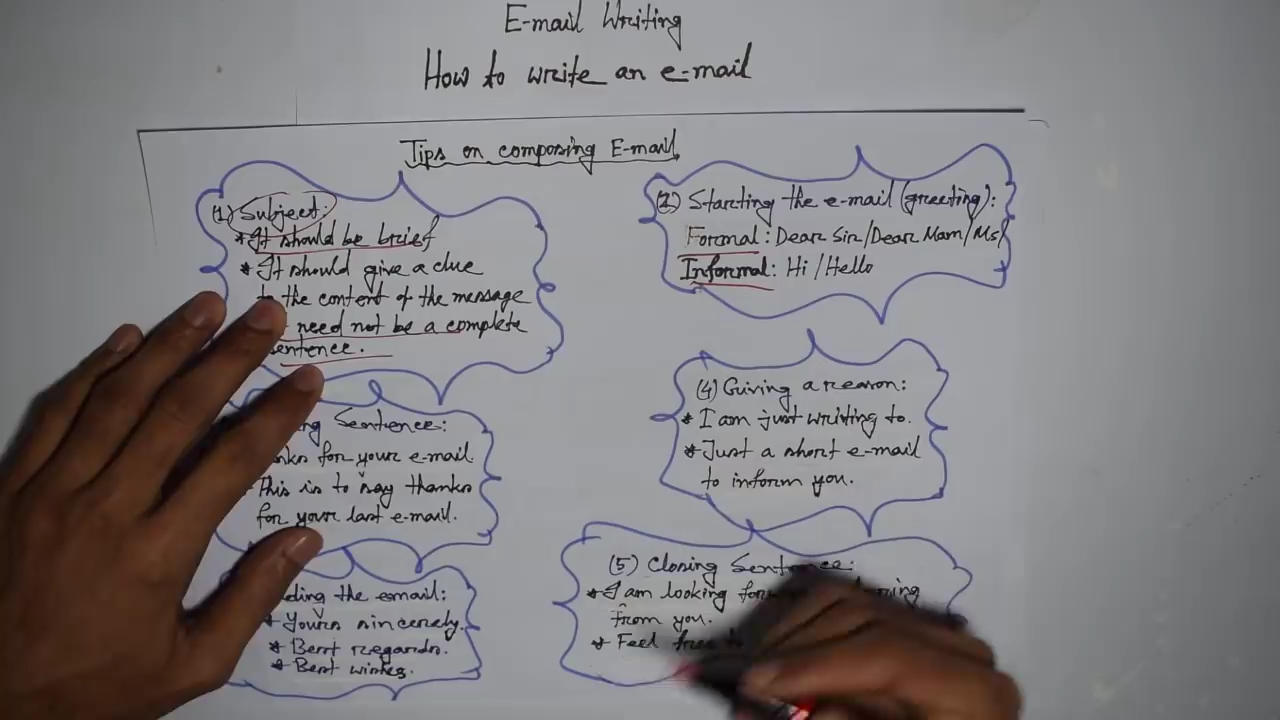 E-mail Writing
How to write an e-mail
Tips on composing E-mail
(1) Subject:
* It should be brief
* It should give a clue
the content of the message
need not be a complete
sentence.
(2) Starting the e-mail (greeting):
Formal: Dear Sir/Dear Mam/Ms/
Informal: Hi/Hello
Sentence:
for your e-mail.
This is to say thanks
for your last e-mail.
(4) Giving a reason:
* I am just writing to.
* Just a short e-mail
to inform you.
(5) Closing Sentence:
* I am looking
from you.
* Feel free
the email:
* Yours sincerely.
* Best regards.
* Best wishes.